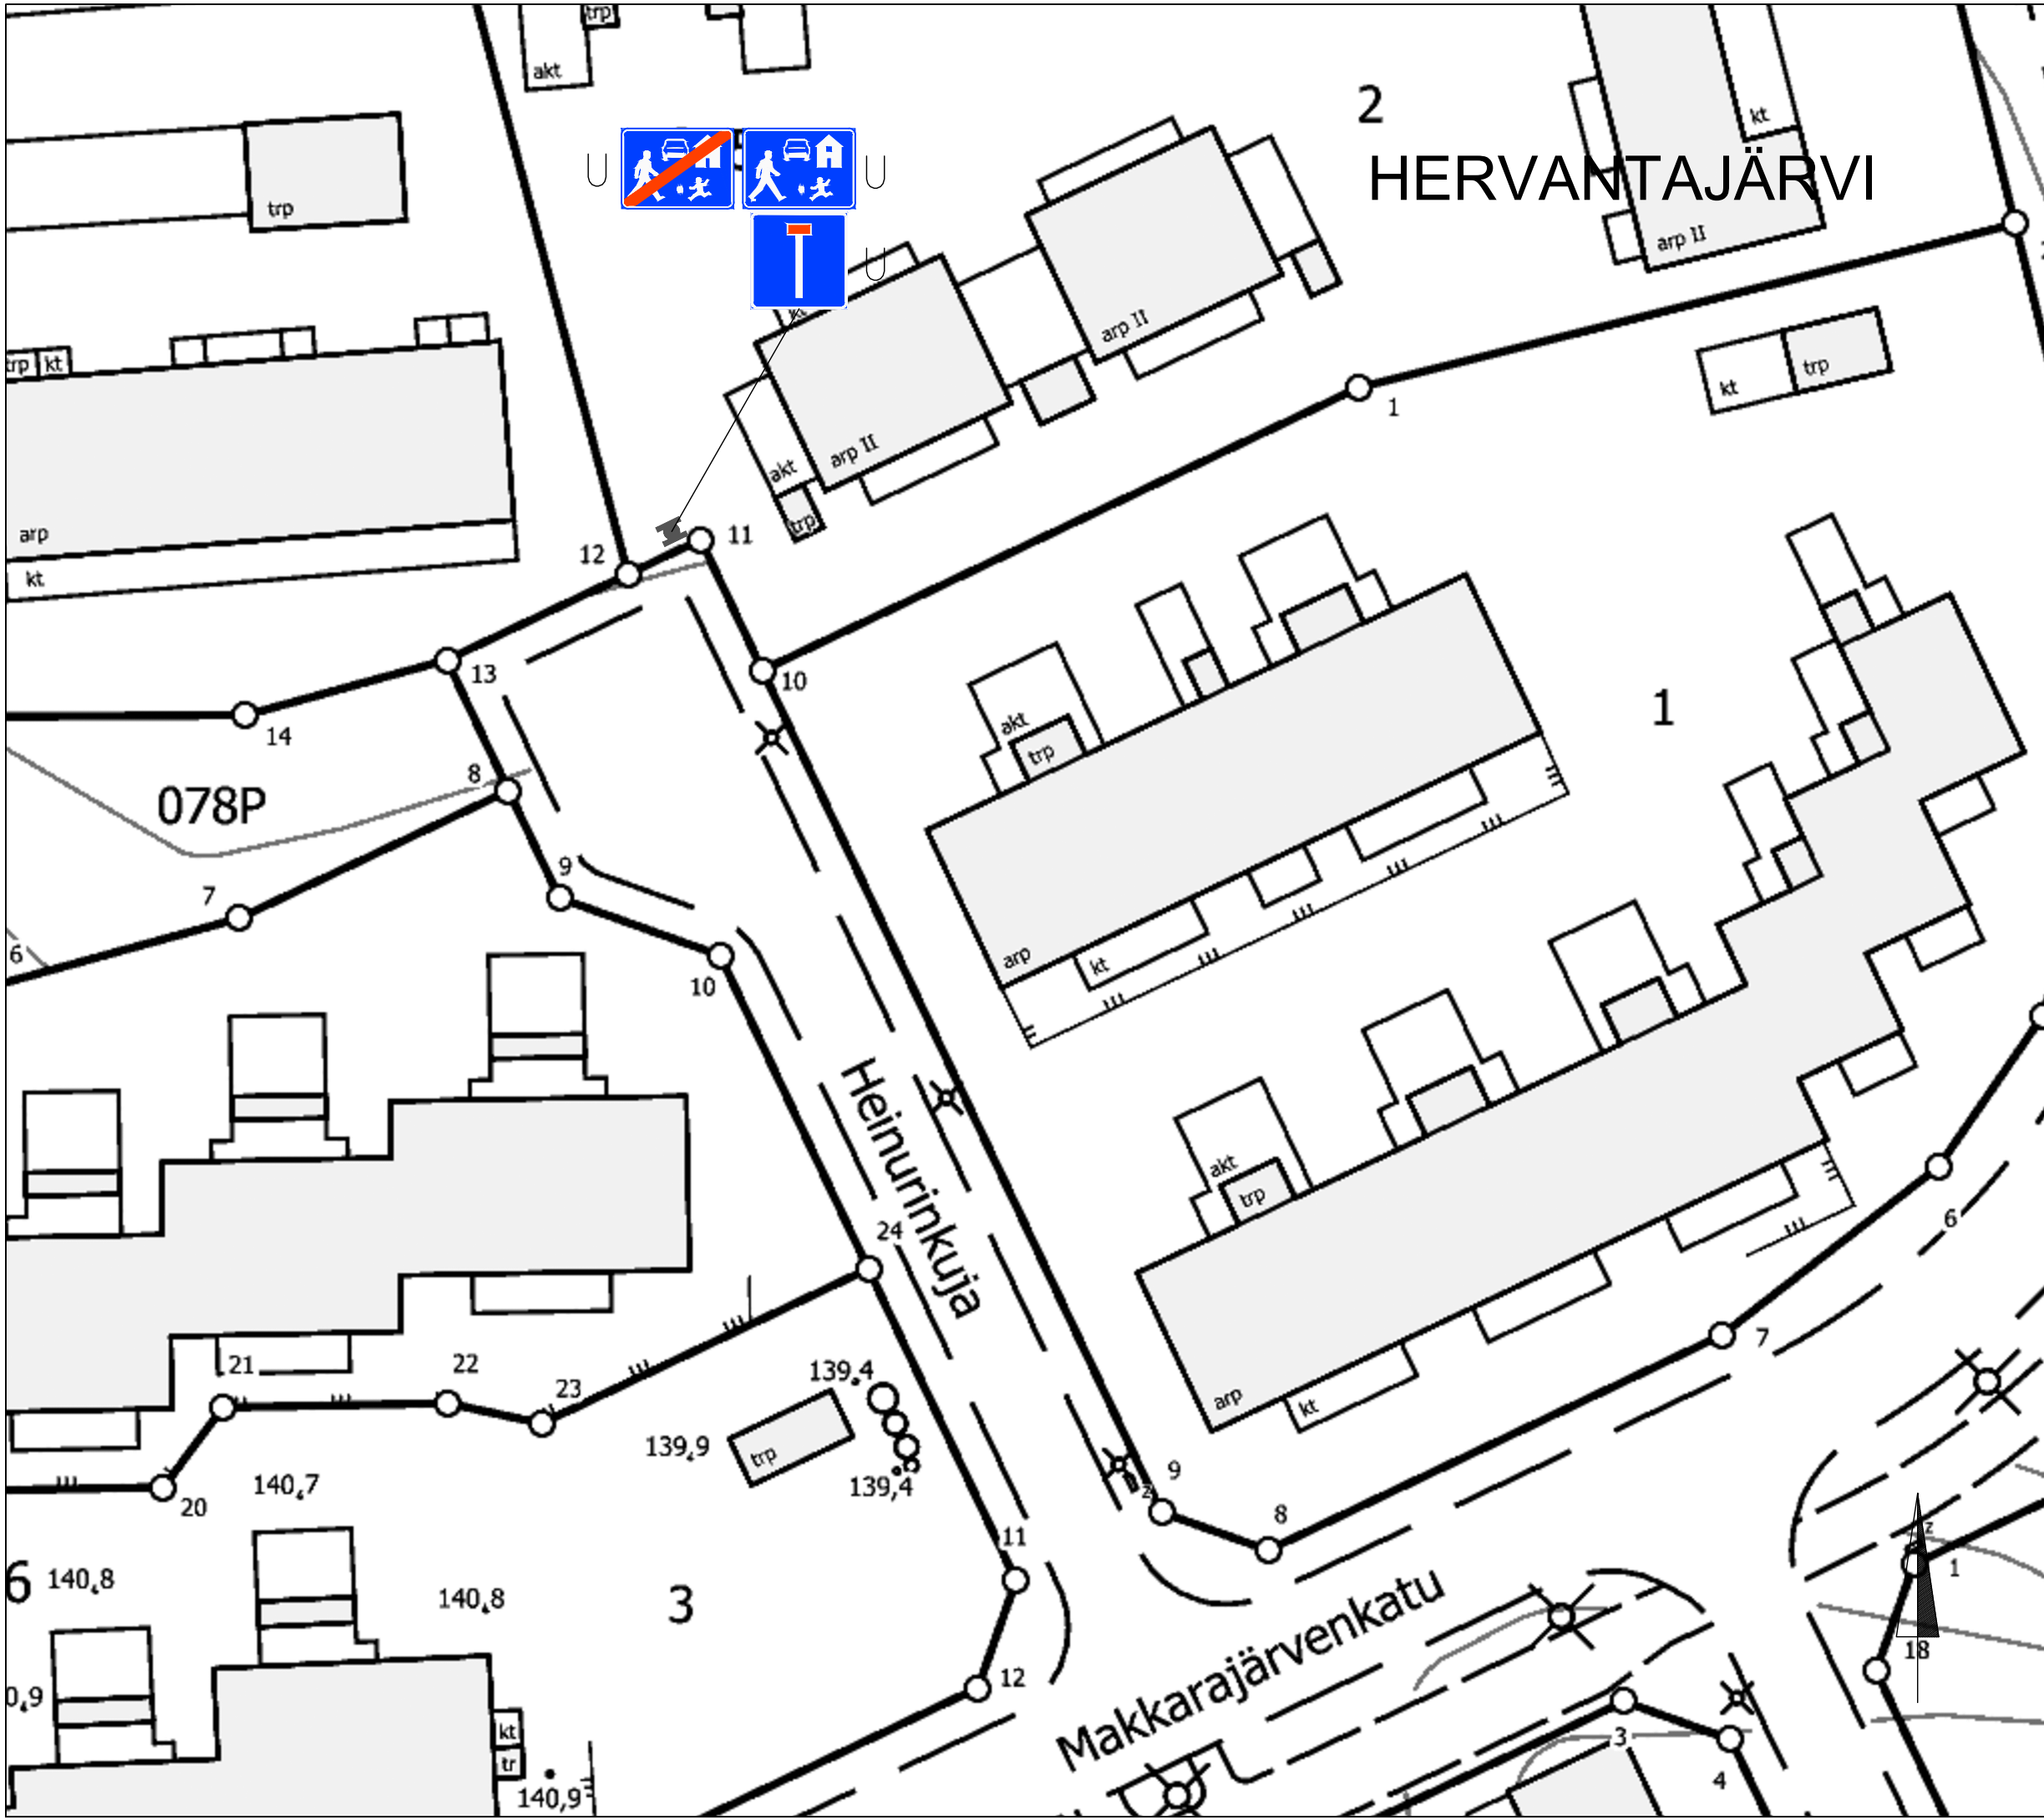 trp
akt
2
kt
HERVANTAJÄRVI
trp
U
U
arp II
U
kt
arp II
trp
kt
kt
trp
1
arp II
akt
trp
arp
11
12
kt
13
10
1
14
akt
trp
8
078P
9
7
6
arp
kt
10
Heinurinkuja
akt
trp
6
24
7
21
22
139.4
23
arp
kt
139,9
trp
9
z
140,7
139,4
20
8
z
11
1
6
140,8
140,8
3
Makkarajärvenkatu
18
12
0,9
kt
3
tr
4
140,9